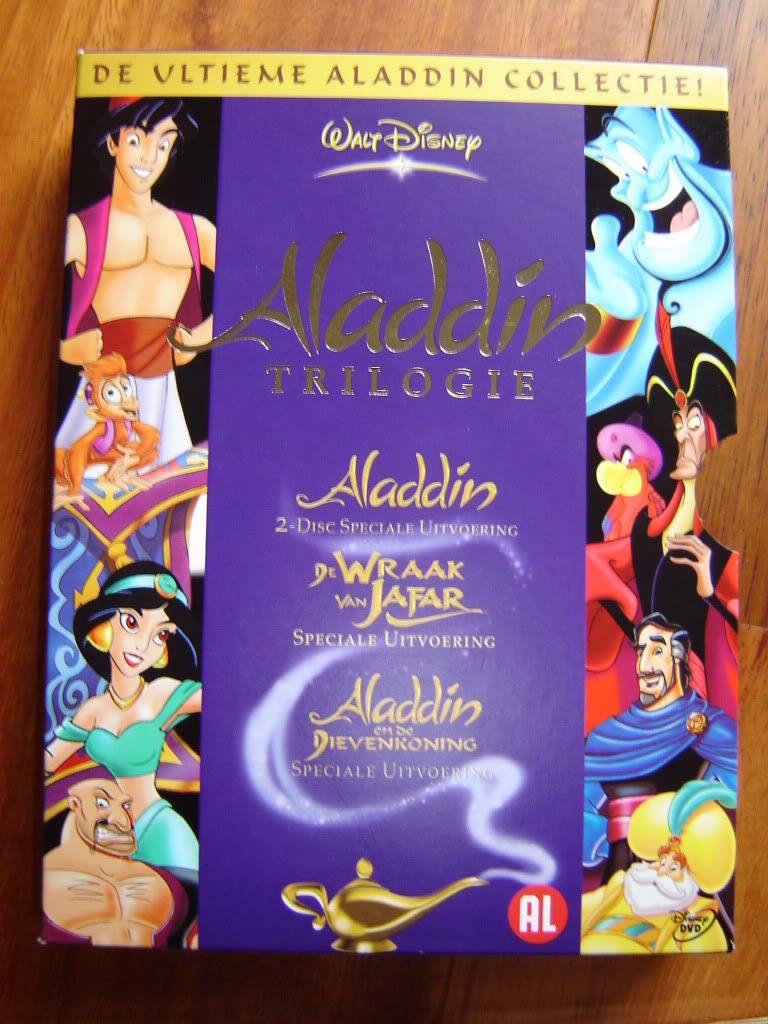 DE ULTIEME ALADDIN COLLECTIE!
WALT DISNEY
Aladdin
TRILOGIE
Aladdin
2-DISC SPECIALE UITVOERING
DE WRAAK
VAN JAFAR
SPECIALE UITVOERING
Aladdin
en de
DIEVENKONING
SPECIALE UITVOERING
AL
DISNEY
DVD